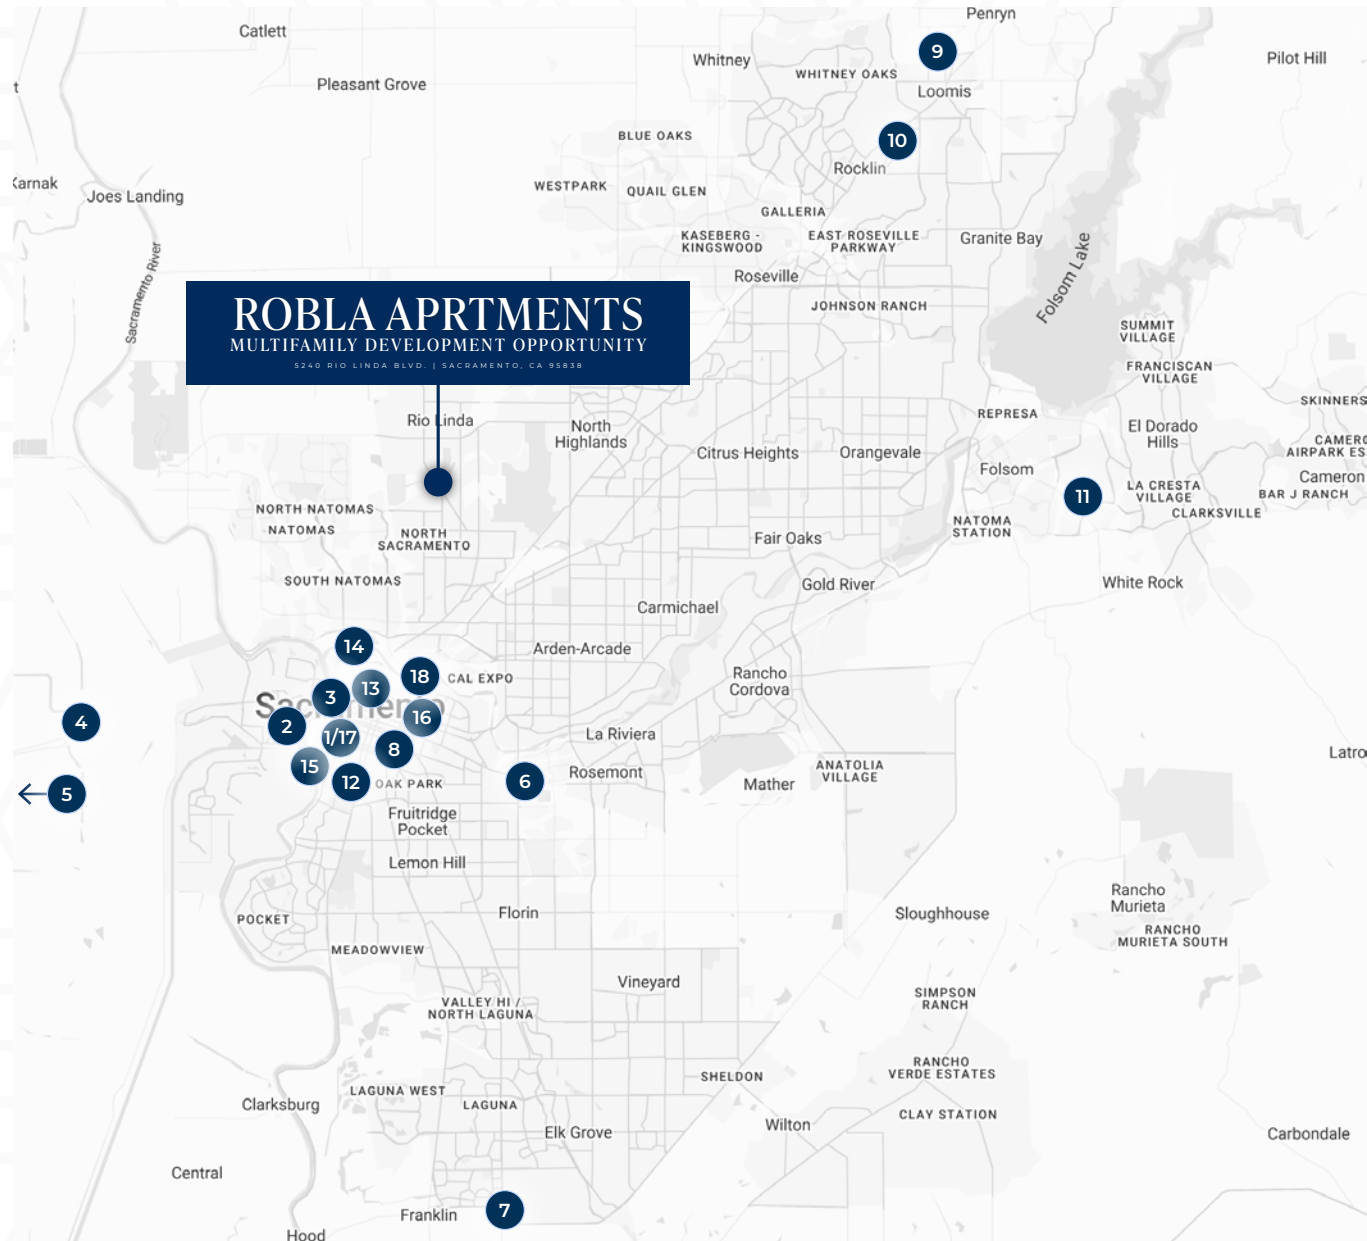 Penryn
Catlett
9
Whitney
Pilot Hill
WHITNEY OAKS
Pleasant Grove
Loomis
t
BLUE OAKS
10
Rocklin
Karnak
Joes Landing
WESTPARK
QUAIL GLEN
GALLERIA
KASEBERG -
KINGSWOOD
EAST ROSEVILLE
PARKWAY
Granite Bay
Sacramento River
Folsom Lake
Roseville
JOHNSON RANCH
ROBLA APRTMENTS
MULTIFAMILY DEVELOPMENT OPPORTUNITY
5240 RIO LINDA BLVD. | SACRAMENTO, CA 95838
SUMMIT
VILLAGE
FRANCISCAN
VILLAGE
SKINNERS
REPRESA
Rio Linda
North
Highlands
El Dorado
Hills
CAMERO
AIRPARK ES
Citrus Heights
Orangevale
Folsom
Cameron
LA CRESTA
VILLAGE
BAR J RANCH
11
NORTH NATOMAS
CLARKSVILLE
NATOMAS
NORTH
SACRAMENTO
NATOMA
STATION
Fair Oaks
SOUTH NATOMAS
Gold River
White Rock
Carmichael
14
Arden-Arcade
18
CAL EXPO
Rancho
Cordova
13
3
Sacramento
16
4
2
1/17
La Riviera
8
Latro
15
ANATOLIA
VILLAGE
Rosemont
12
OAK PARK
6
Mather
5
Fruitridge
Pocket
Lemon Hill
Rancho
Murieta
POCKET
Florin
Sloughhouse
RANCHO
MURIETA SOUTH
MEADOWVIEW
Vineyard
SIMPSON
RANCH
VALLEY HI /
NORTH LAGUNA
RANCHO
VERDE ESTATES
SHELDON
LAGUNA WEST
Clarksburg
LAGUNA
CLAY STATION
Wilton
Elk Grove
Carbondale
Central
7
Franklin
Hood